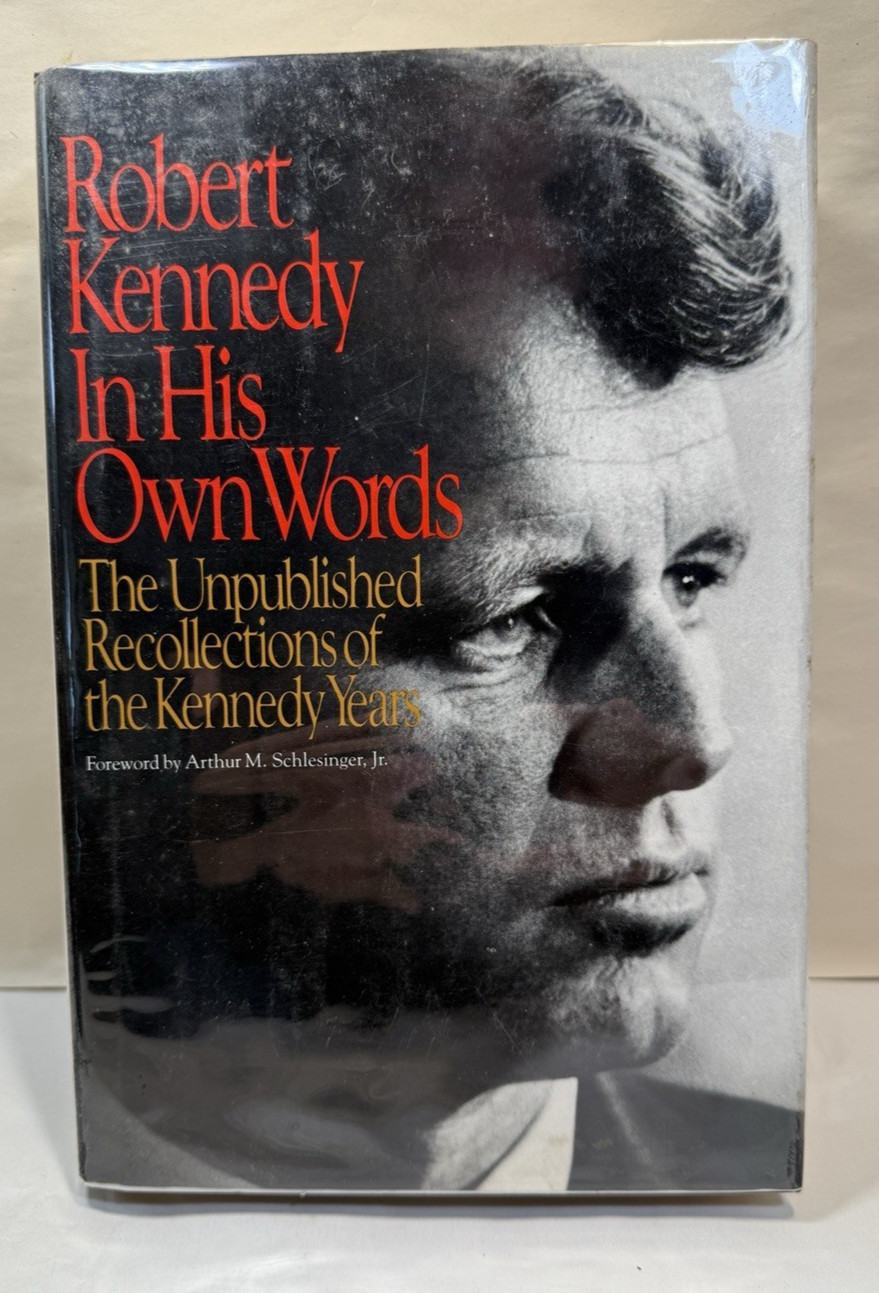 Robert
Kennedy
In His
Own Words
The Unpublished
Recollections of
the Kennedy Years
Foreword by Arthur M. Schlesinger, Jr.